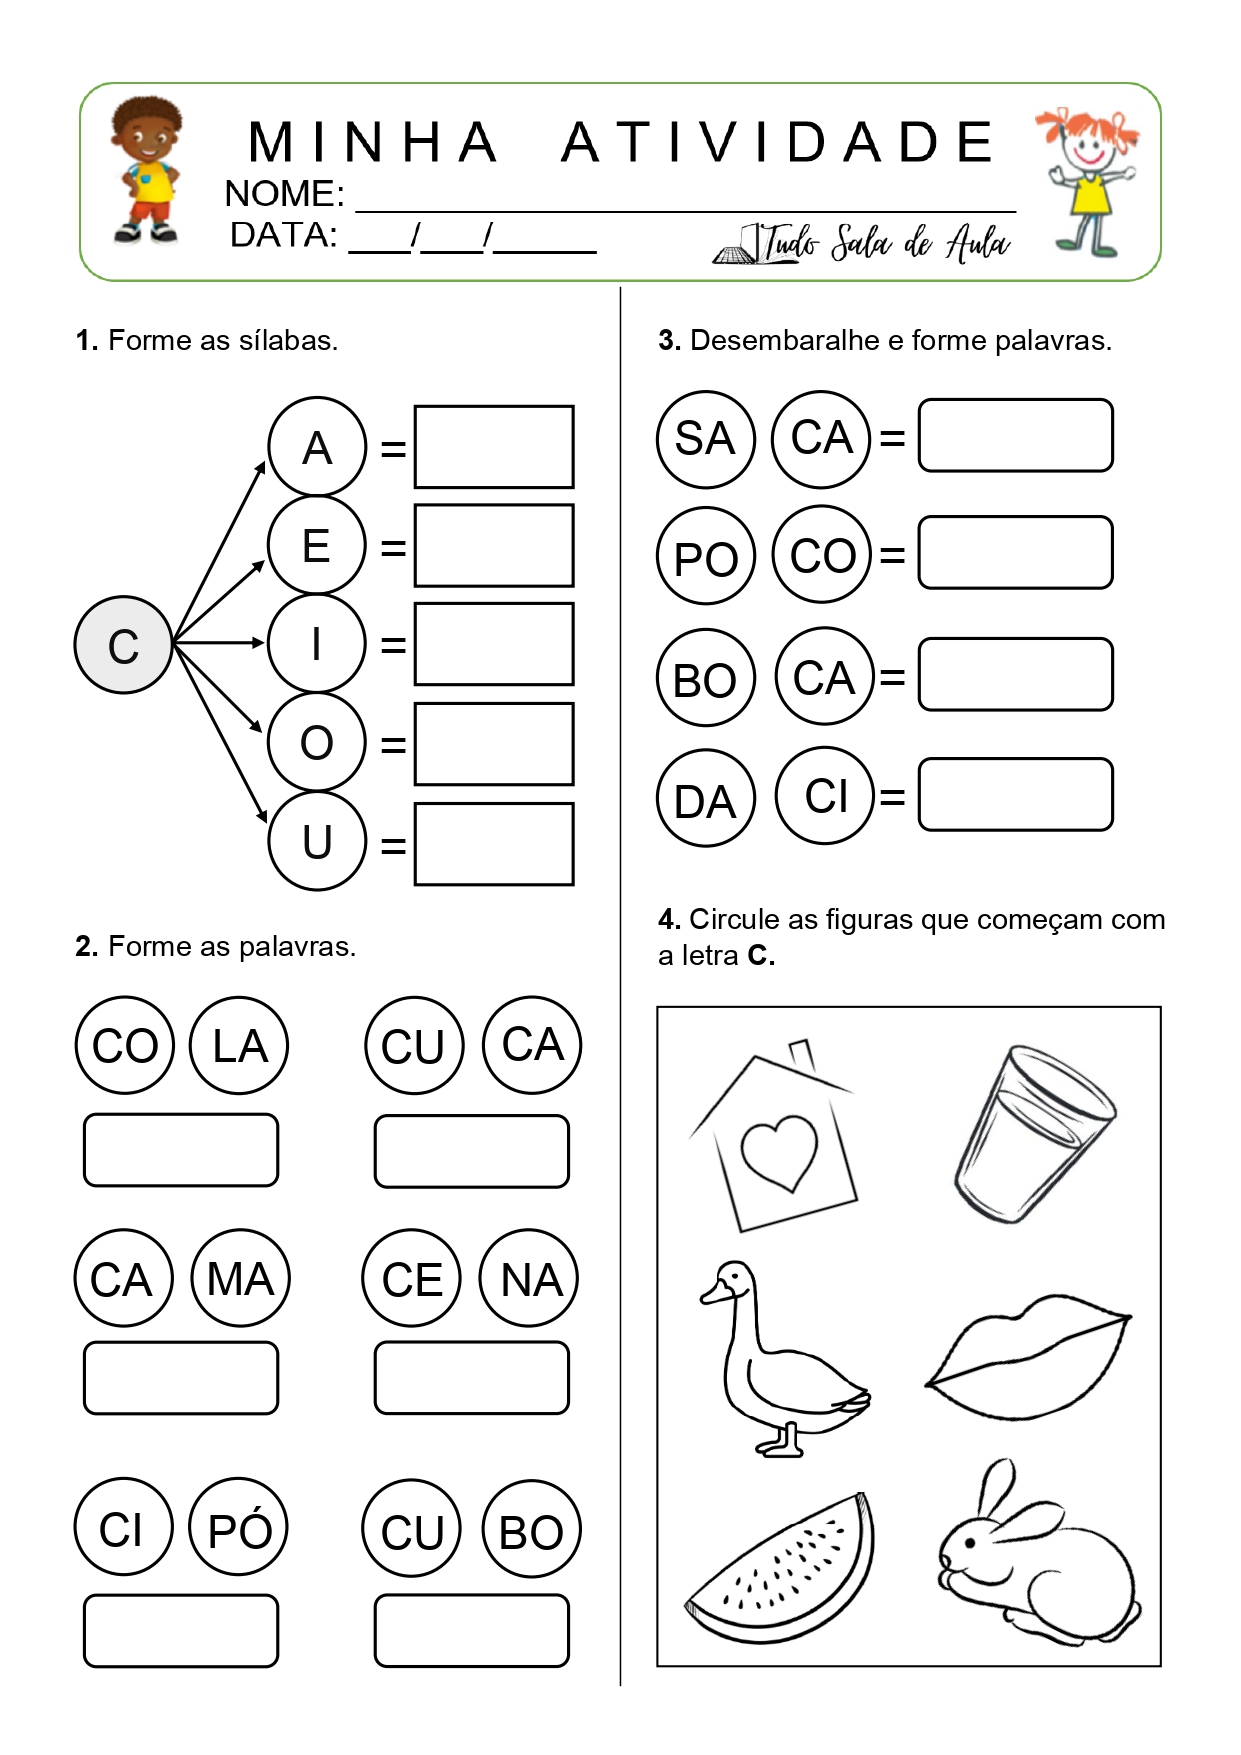 MINHA ATIVIDADE
NOME: ________________________________
DATA: ___/___/_____
Tudo Sala de Aula
1. Forme as sílabas.
C
A =
E =
I =
O =
U =
2. Forme as palavras.
CO LA
CU CA
CA MA
CE NA
CI PÓ
CU BO
3. Desembaralhe e forme palavras.
SA CA =
PO CO =
BO CA =
DA CI =
4. Circule as figuras que começam com
a letra C.